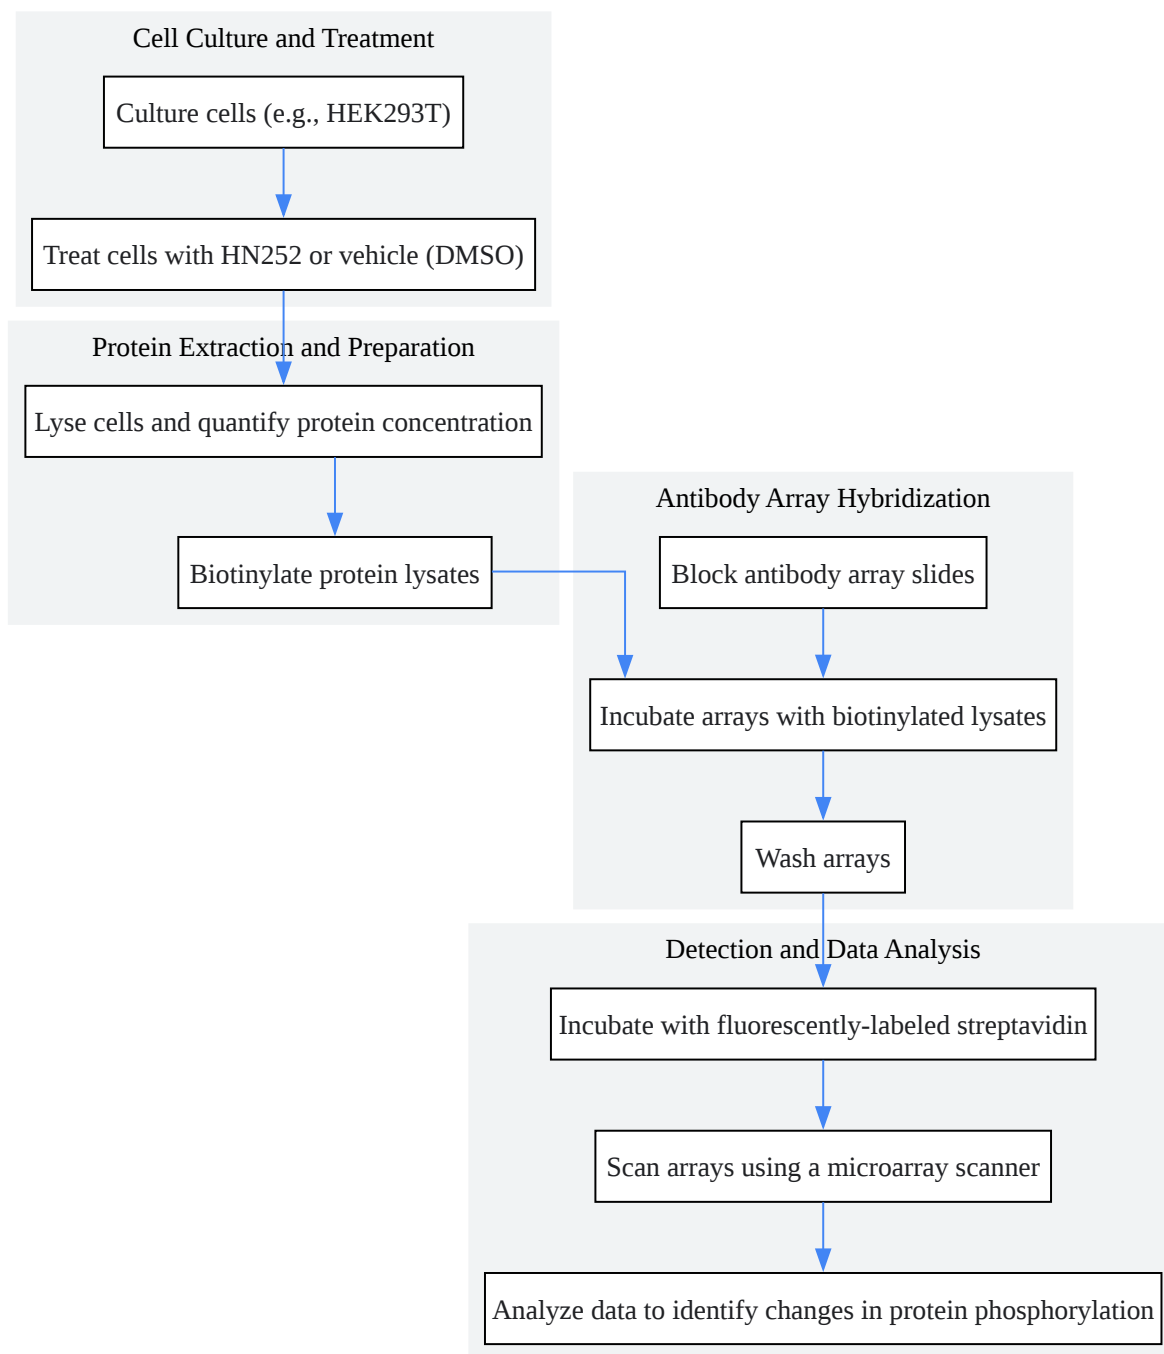 Cell Culture and Treatment
Culture cells (e.g., HEK293T)
Treat cells with HN252 or vehicle (DMSO)
Protein Extraction and Preparation
Lyse cells and quantify protein concentration
Biotinylate protein lysates
Antibody Array Hybridization
Block antibody array slides
Incubate arrays with biotinylated lysates
Wash arrays
Detection and Data Analysis
Incubate with fluorescently-labeled streptavidin
Scan arrays using a microarray scanner
Analyze data to identify changes in protein phosphorylation